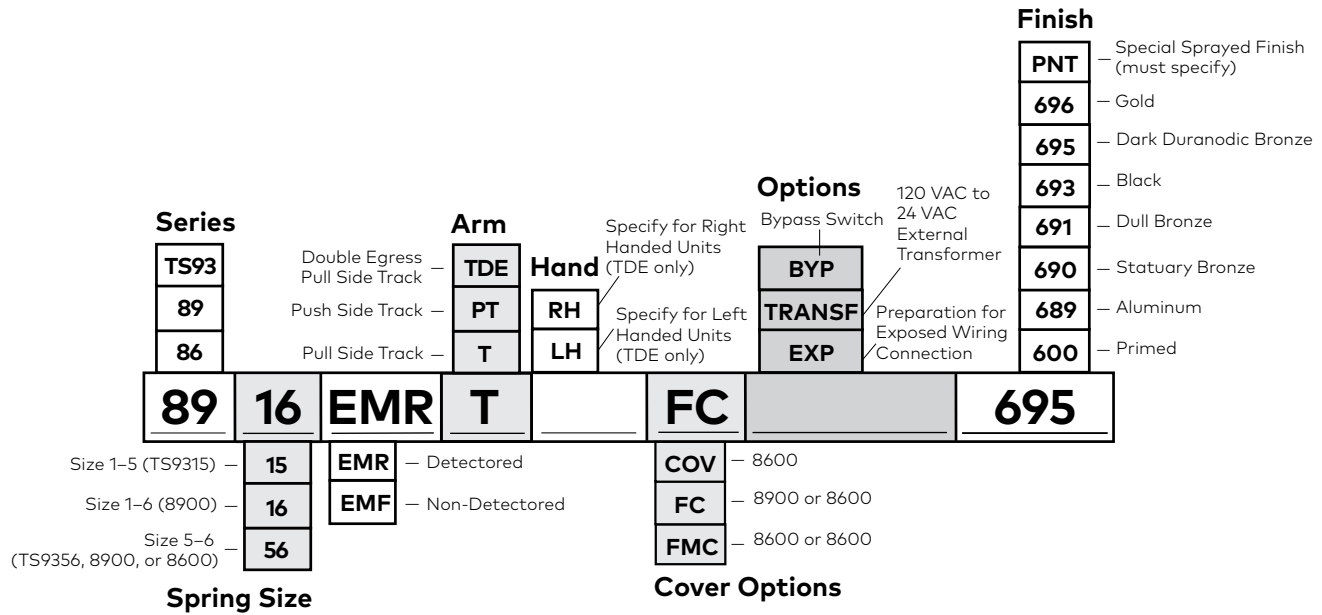 Finish
PNT
Special Sprayed Finish
(must specify)
696
Gold
695
Dark Duranodic Bronze
693
Black
691
Dull Bronze
690
Statuary Bronze
689
Aluminum
600
Primed
Series
TS93
89
86
Arm
Double Egress
Pull Side Track
TDE
Push Side Track
PT
Pull Side Track
T
Hand
RH
LH
Specify for Right
Handed Units
(TDE only)
Specify for Left
Handed Units
(TDE only)
Options
Bypass Switch
BYP
TRANSF
EXP
120 VAC to
24 VAC
External
Transformer
Preparation for
Exposed Wiring
Connection
89 16 EMR T FC 695
Size 1–5 (TS9315)
15
Size 1–6 (8900)
16
Size 5–6
(TS9356, 8900, or 8600)
56
Spring Size
EMR
Detectored
EMF
Non-Detectored
COV
8600
FC
8900 or 8600
FMC
8600 or 8600
Cover Options